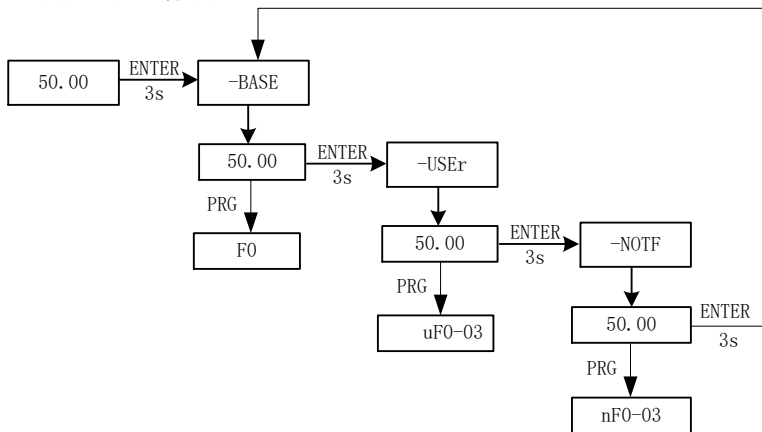 50.00
ENTER
3s
-BASE
50.00
ENTER
3s
-USEr
PRG
F0
50.00
ENTER
3s
-NOTF
PRG
uF0-03
50.00
ENTER
3s
PRG
nF0-03